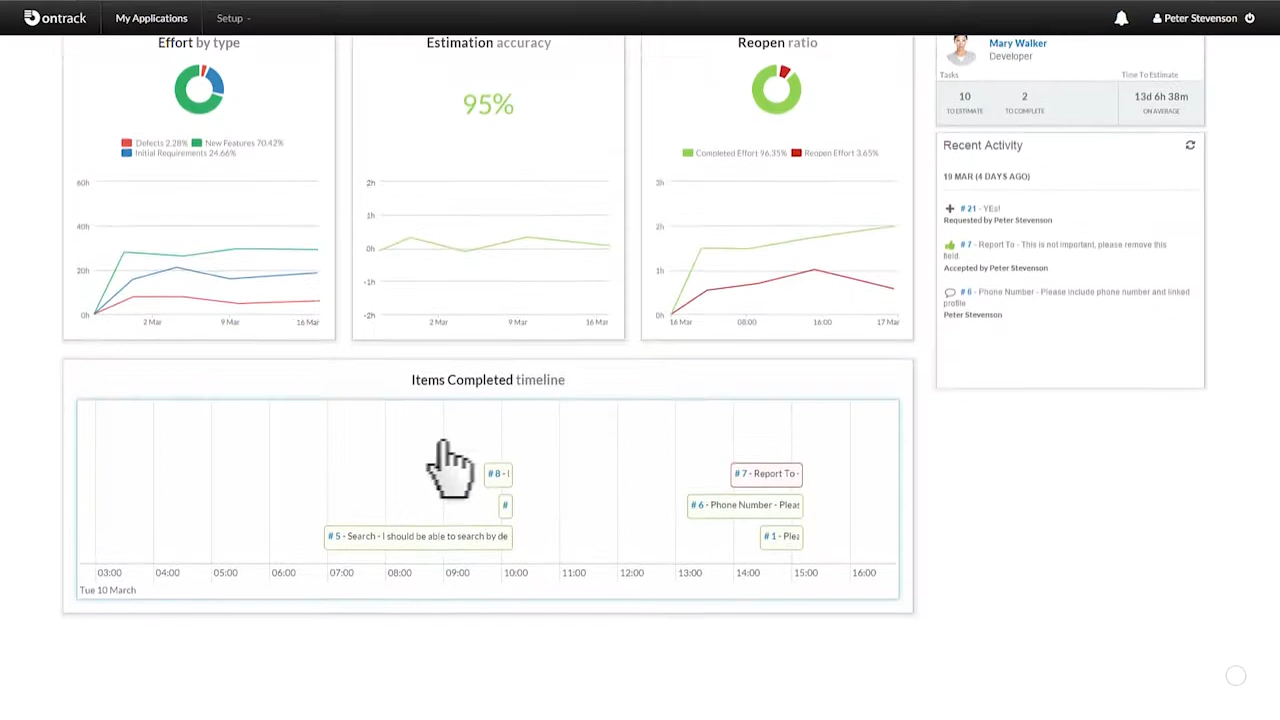 ontrack My Applications Setup Peter Stevenson
Effort by type
Defects 2.28% New Features 70.42%
Initial Requirements 24.66%
60h
40h
20h
0h
2 Mar 9 Mar 16 Mar
Estimation accuracy
95%
2h
1h
0h
-1h
-2h
2 Mar 9 Mar 16 Mar
Reopen ratio
Completed Effort 96.35% Reopen Effort 3.65%
3h
2h
1h
0h
16 Mar 08:00 16:00 17 Mar
Mary Walker
Developer
Tasks Time To Estimate
10 2 13d 6h 38m
TO ESTIMATE TO COMPLETE ON AVERAGE
Recent Activity
19 MAR (4 DAYS AGO)
# 21 - YEs!
Requested by Peter Stevenson
# 7 - Report To - This is not important, please remove this
field.
Accepted by Peter Stevenson
# 6 - Phone Number - Please include phone number and linked
profile
Peter Stevenson
Items Completed timeline
# 8 - # 7 - Report To -
# # 6 - Phone Number - Pleas
# 5 - Search - I should be able to search by de # 1 - Plea
03:00 04:00 05:00 06:00 07:00 08:00 09:00 10:00 11:00 12:00 13:00 14:00 15:00 16:00
Tue 10 March